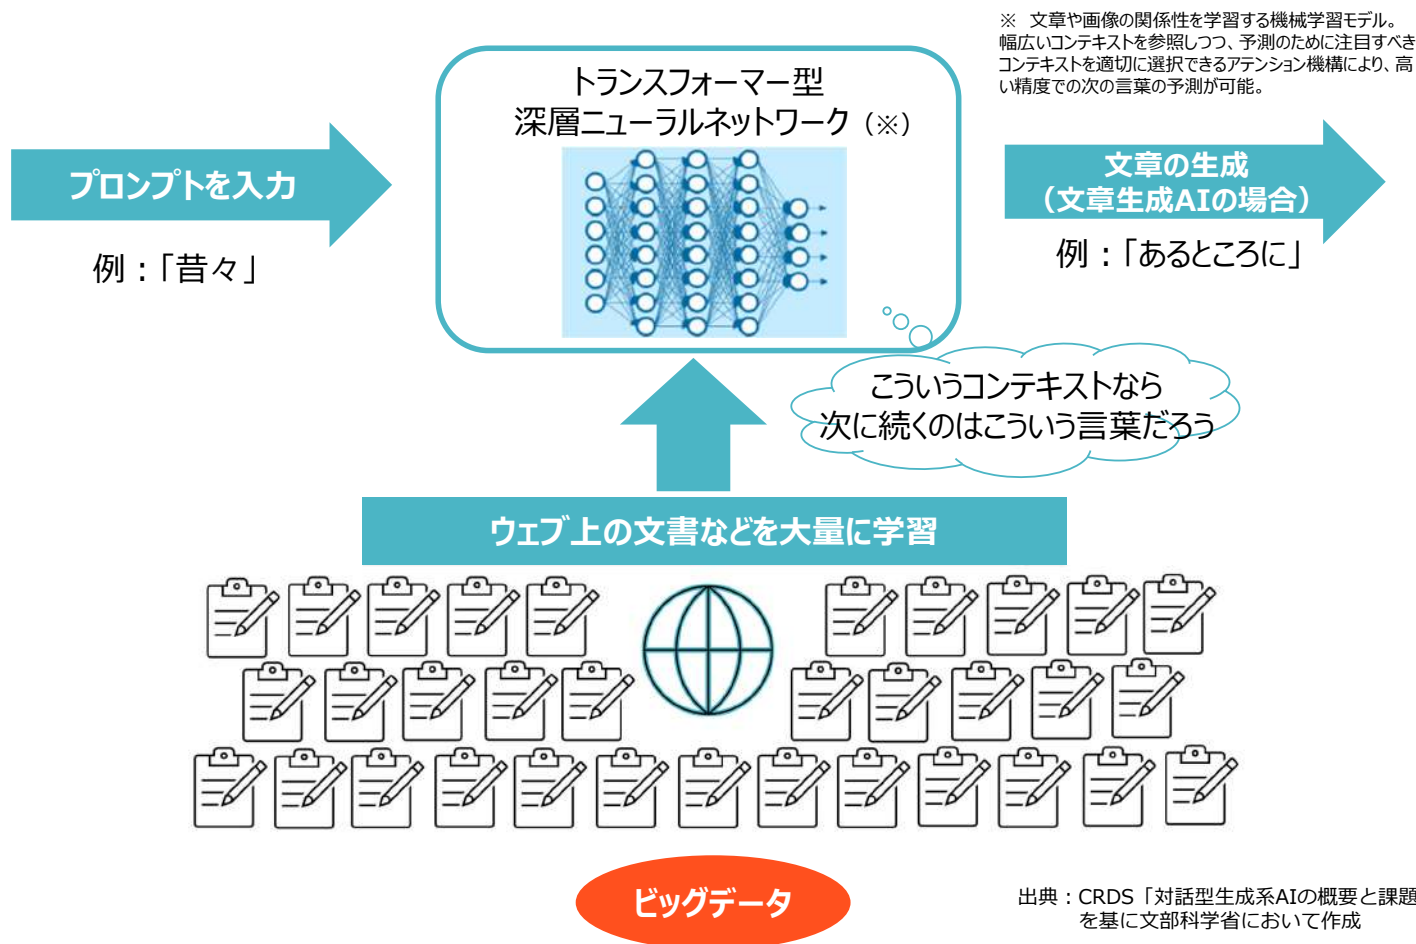 ※　文章や画像の関係性を学習する機械学習モデル。
幅広いコンテキストを参照しつつ、予測のために注目すべき
コンテキストを適切に選択できるアテンション機構により、高
い精度での次の言葉の予測が可能。
トランスフォーマー型
深層ニューラルネットワーク（※）
プロンプトを入力
例：「昔々」
文章の生成
（文章生成AIの場合）
例：「あるところに」
こういうコンテキストなら
次に続くのはこういう言葉だろう
ウェブ上の文書などを大量に学習
ビッグデータ
出典：CRDS「対話型生成系AIの概要と課題
を基に文部科学省において作成